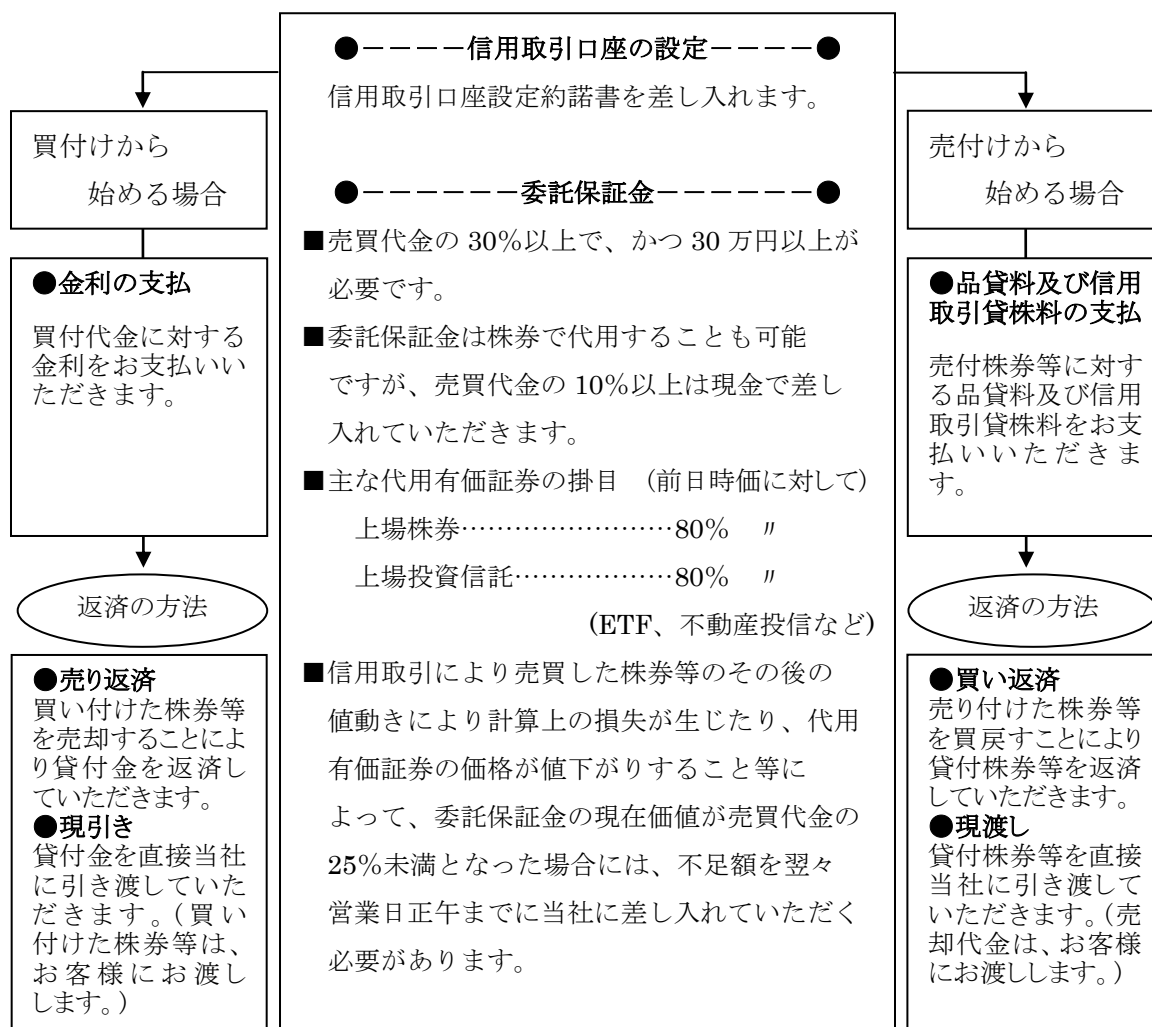 ●－－－－信用取引口座の設定－－－－●
信用取引口座設定約諾書を差し入れます。
●－－－－－－委託保証金－－－－－－●
■売買代金の 30％以上で、かつ 30 万円以上が
必要です。
■委託保証金は株券で代用することも可能
ですが、売買代金の 10％以上は現金で差し
入れていただきます。
■主な代用有価証券の掛目　(前日時価に対して)
上場株券……………………80％　〃
上場投資信託………………80％　〃
(ETF、不動産投信など)
■信用取引により売買した株券等のその後の
値動きにより計算上の損失が生じたり、代用
有価証券の価格が値下がりすること等に
よって、委託保証金の現在価値が売買代金の
25％未満となった場合には、不足額を翌々
営業日正午までに当社に差し入れていただく
必要があります。
買付けから
始める場合
●金利の支払
買付代金に対する
金利をお支払いい
ただきます。
返済の方法
●売り返済
買い付けた株券等
を売却することによ
り貸付金を返済し
ていただきます。
●現引き
貸付金を直接当社
に引き渡していた
だきます。(買い
付けた株券等は、
お客様にお渡し
します。)
売付けから
始める場合
●品貸料及び信用
取引貸株料の支払
売付株券等に対す
る品貸料及び信用
取引貸株料をお支
払いいただきま
す。
返済の方法
●買い返済
売り付けた株券等
を買戻すことにより
貸付株券等を返済
していただきます。
●現渡し
貸付株券等を直接
当社に引き渡して
いただきます。(売
却代金は、お客様
にお渡しします。)